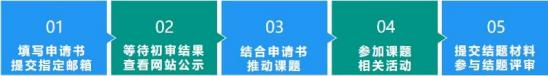 01
填写申请书
提交指定邮箱
02
等待初审结果
查看网站公示
03
结合申请书
推动课题
04
参加课题
相关活动
05
提交结题材料
参与结题评审